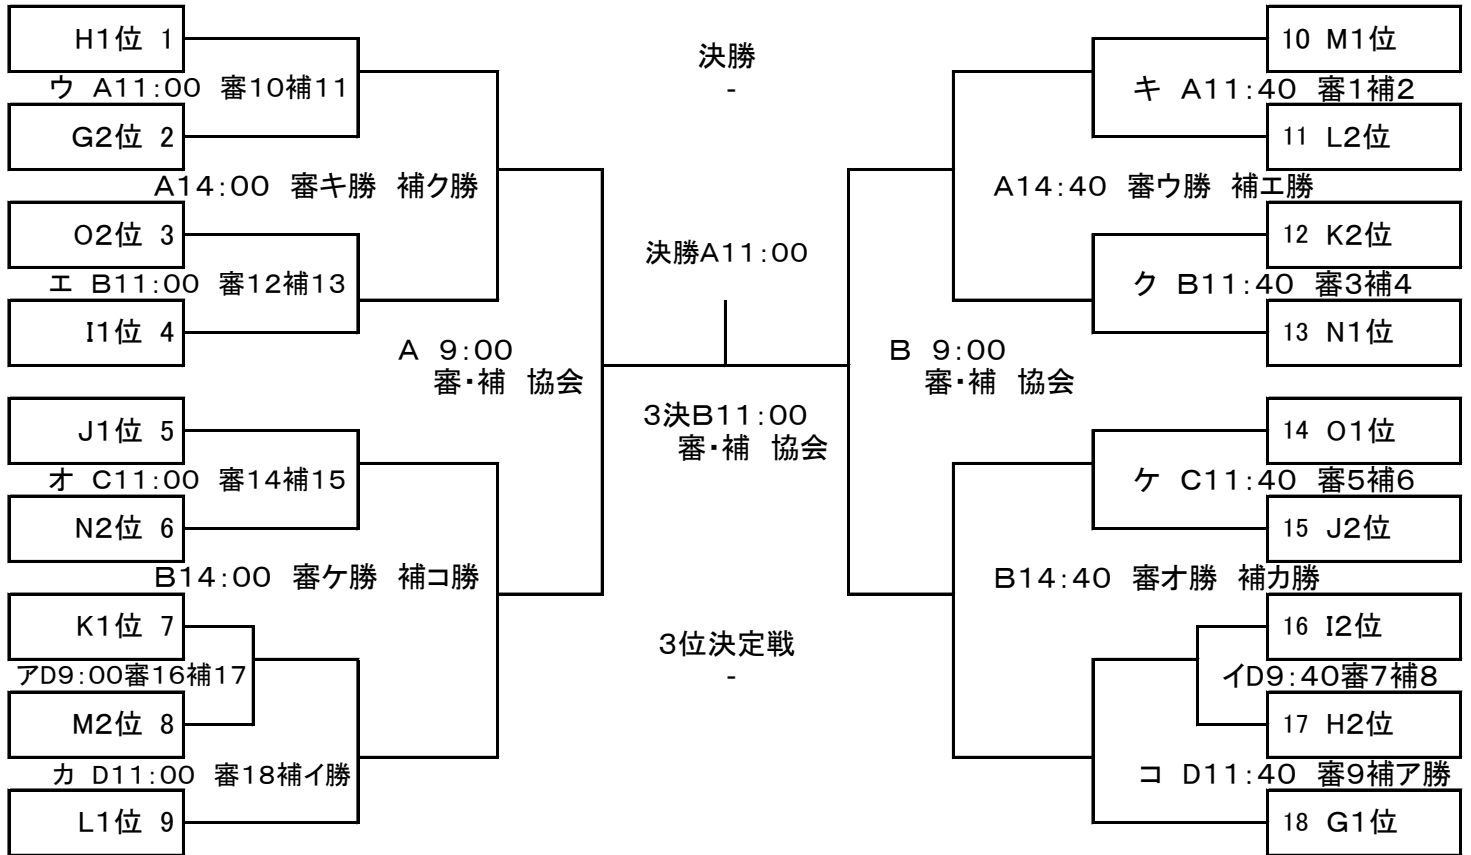 H1位 1
ウ A11:00 審10補11
G2位 2
A14:00 審キ勝 補ク勝
O2位 3
エ B11:00 審12補13
I1位 4
A 9:00
審・補 協会
J1位 5
オ C11:00 審14補15
N2位 6
B14:00 審ケ勝 補コ勝
K1位 7
アD9:00審16補17
M2位 8
カ D11:00 審18補イ勝
L1位 9
決勝
-
決勝A11:00
3決B11:00
審・補 協会
3位決定戦
-
10 M1位
キ A11:40 審1補2
11 L2位
A14:40 審ウ勝 補エ勝
12 K2位
ク B11:40 審3補4
13 N1位
B 9:00
審・補 協会
14 O1位
ケ C11:40 審5補6
15 J2位
B14:40 審オ勝 補カ勝
16 I2位
イD9:40審7補8
17 H2位
コ D11:40 審9補ア勝
18 G1位